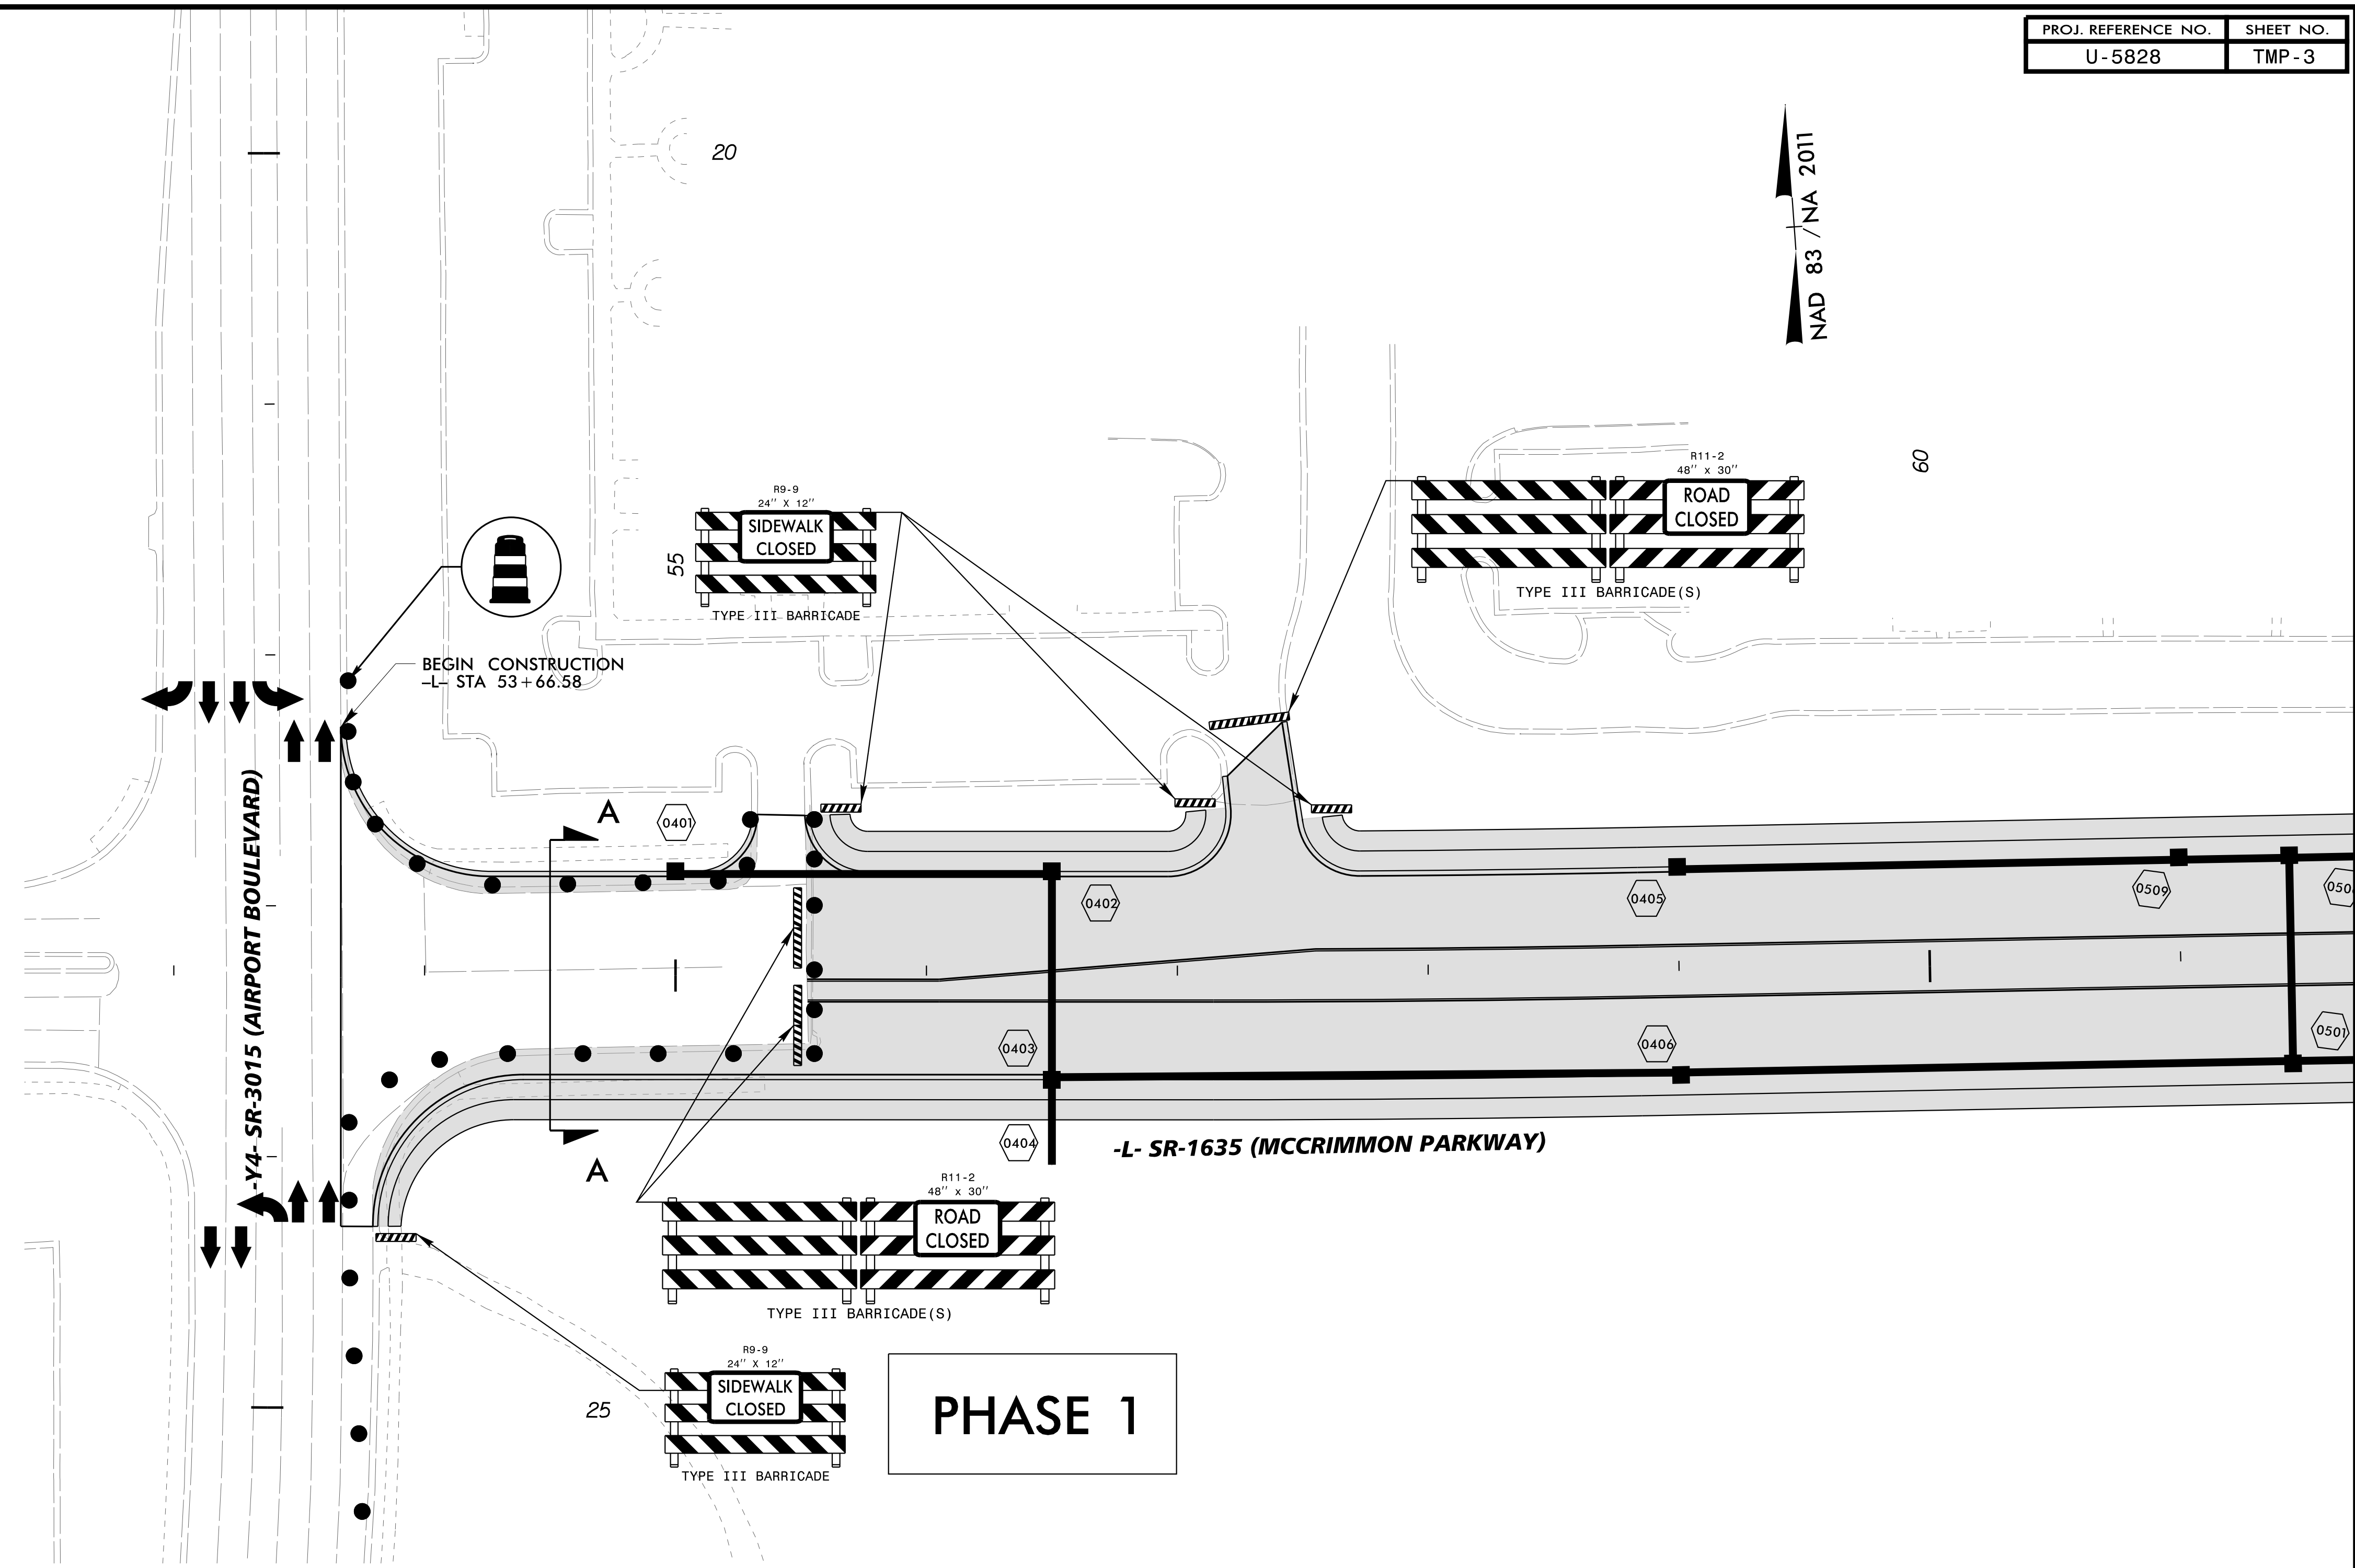 PROJ. REFERENCE NO. SHEET NO.
U-5828 TMP-3
NAD 83 /NA 2011
20
60
R11-2
48'' x 30''
ROAD
CLOSED
TYPE III BARRICADE(S)
R9-9
24'' X 12''
SIDEWALK
CLOSED
TYPE III BARRICADE
55
BEGIN CONSTRUCTION
-L- STA 53+66.58
A
0401
0402
0405
0509
-Y4- SR-3015 (AIRPORT BOULEVARD)
0403
0406
0501
0404
A
-L- SR-1635 (MCCRIMMON PARKWAY)
R11-2
48'' x 30''
ROAD
CLOSED
TYPE III BARRICADE(S)
R9-9
24'' X 12''
SIDEWALK
CLOSED
TYPE III BARRICADE
25
PHASE 1